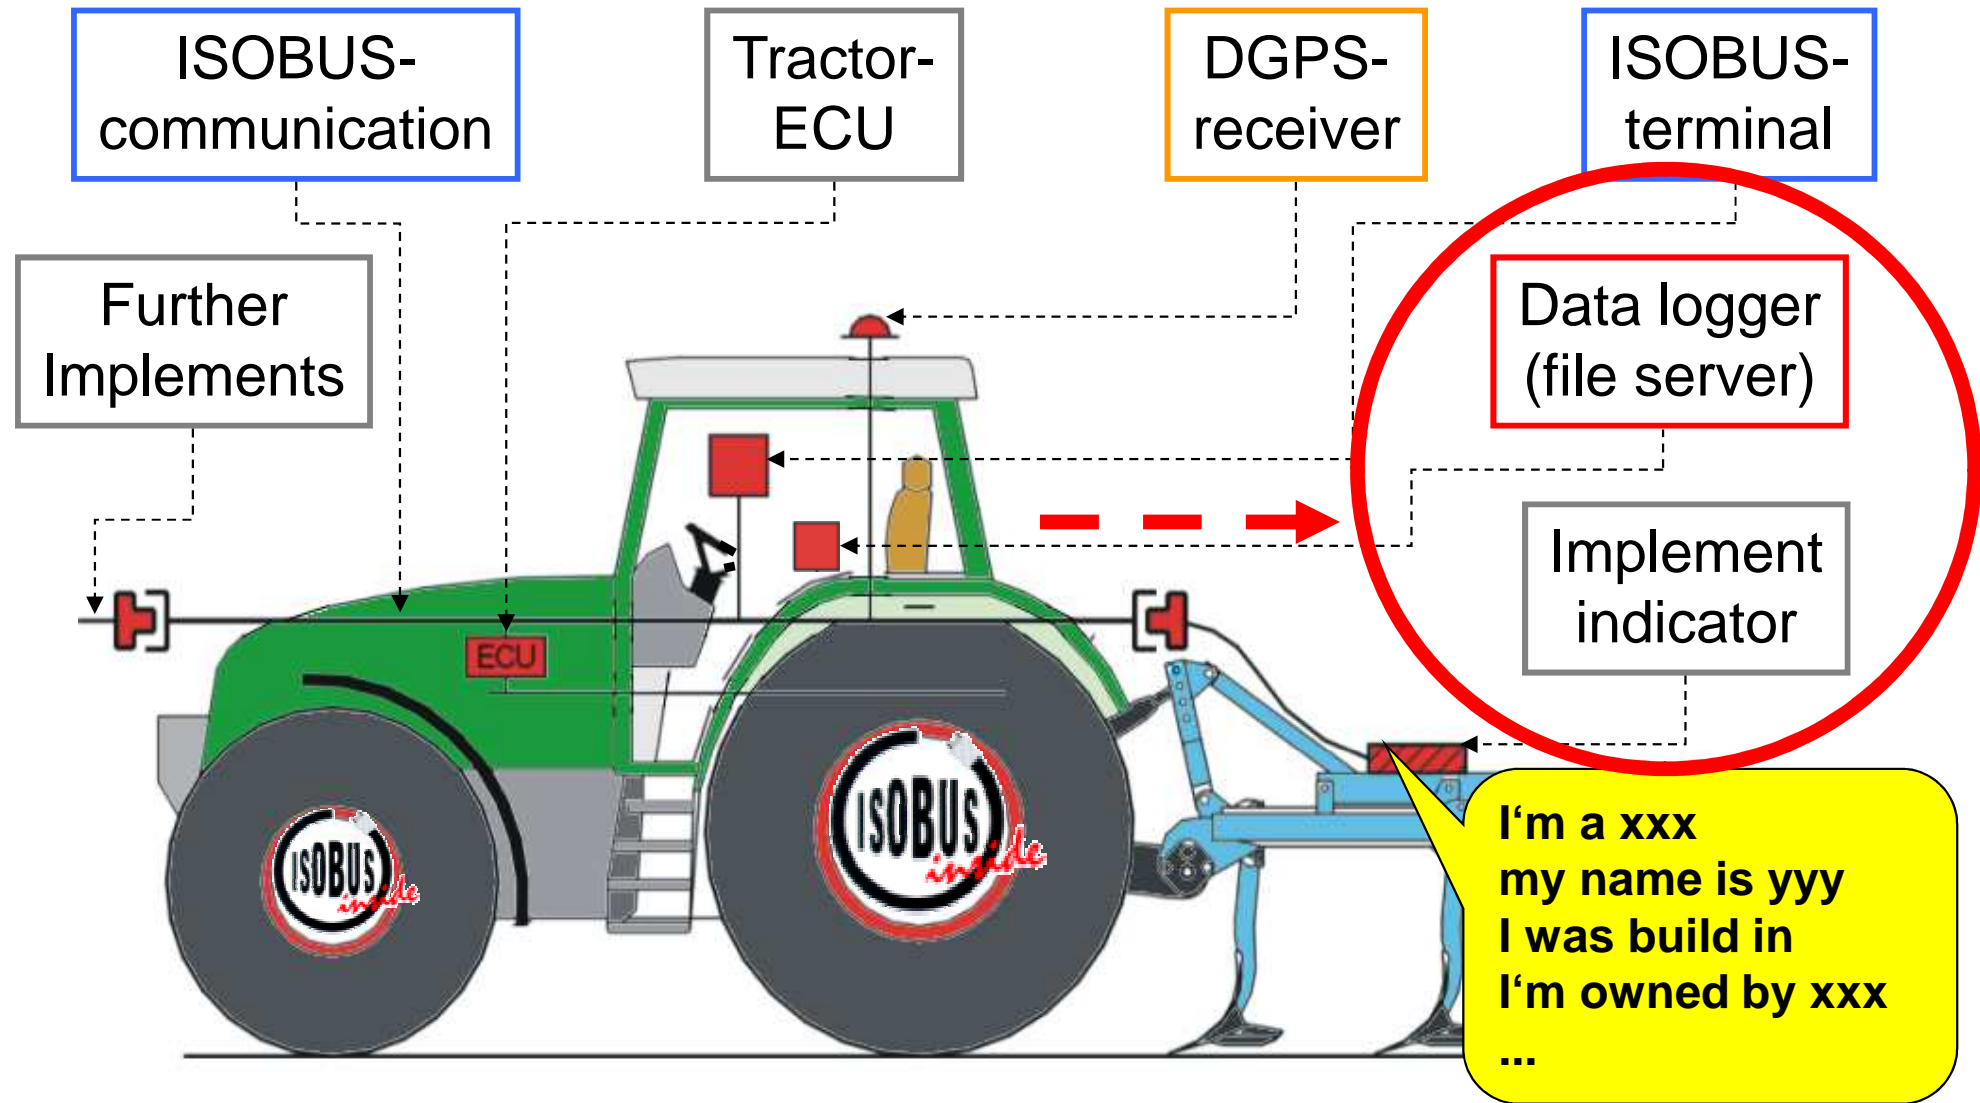 ISOBUS-
communication
Tractor-
ECU
DGPS-
receiver
ISOBUS-
terminal
Further
Implements
Data logger
(file server)
Implement
indicator
ECU
ISOBUS
inside
ISOBUS
inside
I‘m a xxx
my name is yyy
I was build in
I‘m owned by xxx
...